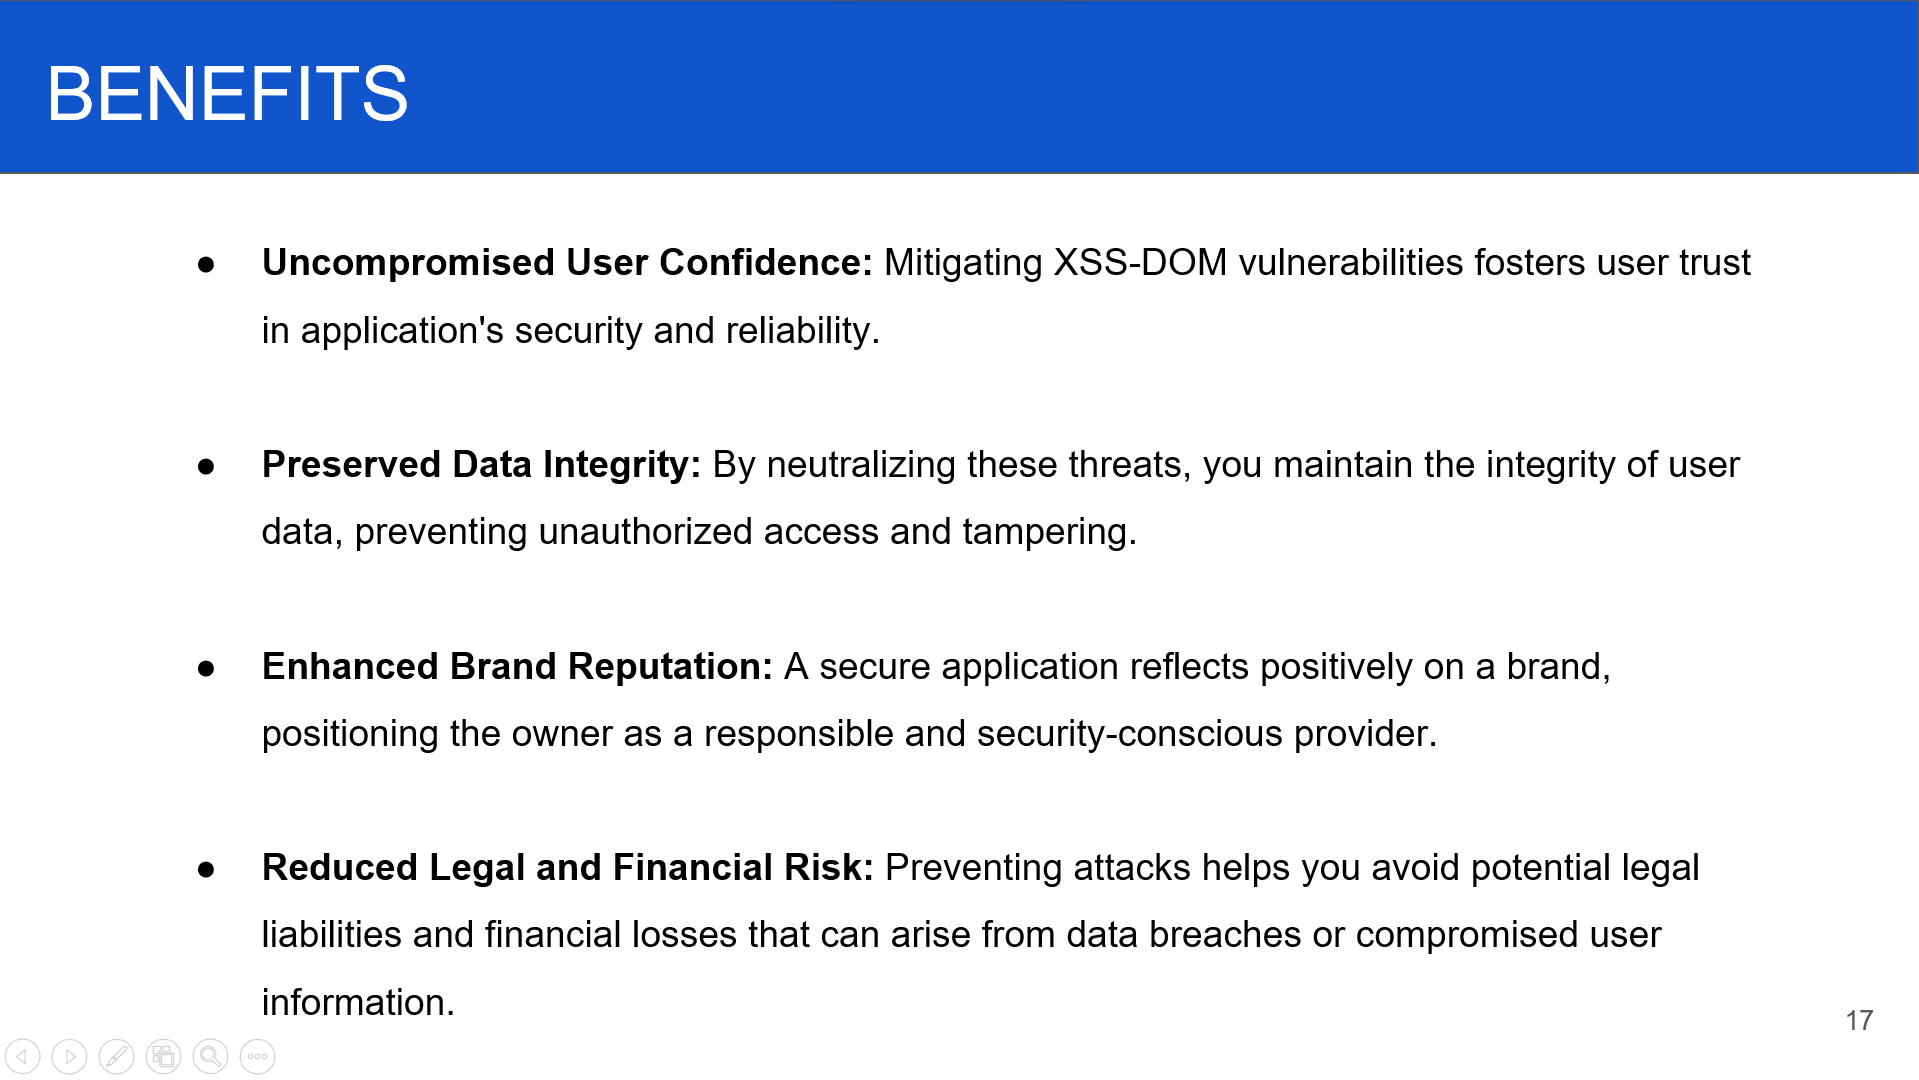 BENEFITS
● Uncompromised User Confidence: Mitigating XSS-DOM vulnerabilities fosters user trust
in application's security and reliability.
● Preserved Data Integrity: By neutralizing these threats, you maintain the integrity of user
data, preventing unauthorized access and tampering.
● Enhanced Brand Reputation: A secure application reflects positively on a brand,
positioning the owner as a responsible and security-conscious provider.
● Reduced Legal and Financial Risk: Preventing attacks helps you avoid potential legal
liabilities and financial losses that can arise from data breaches or compromised user
information.
17